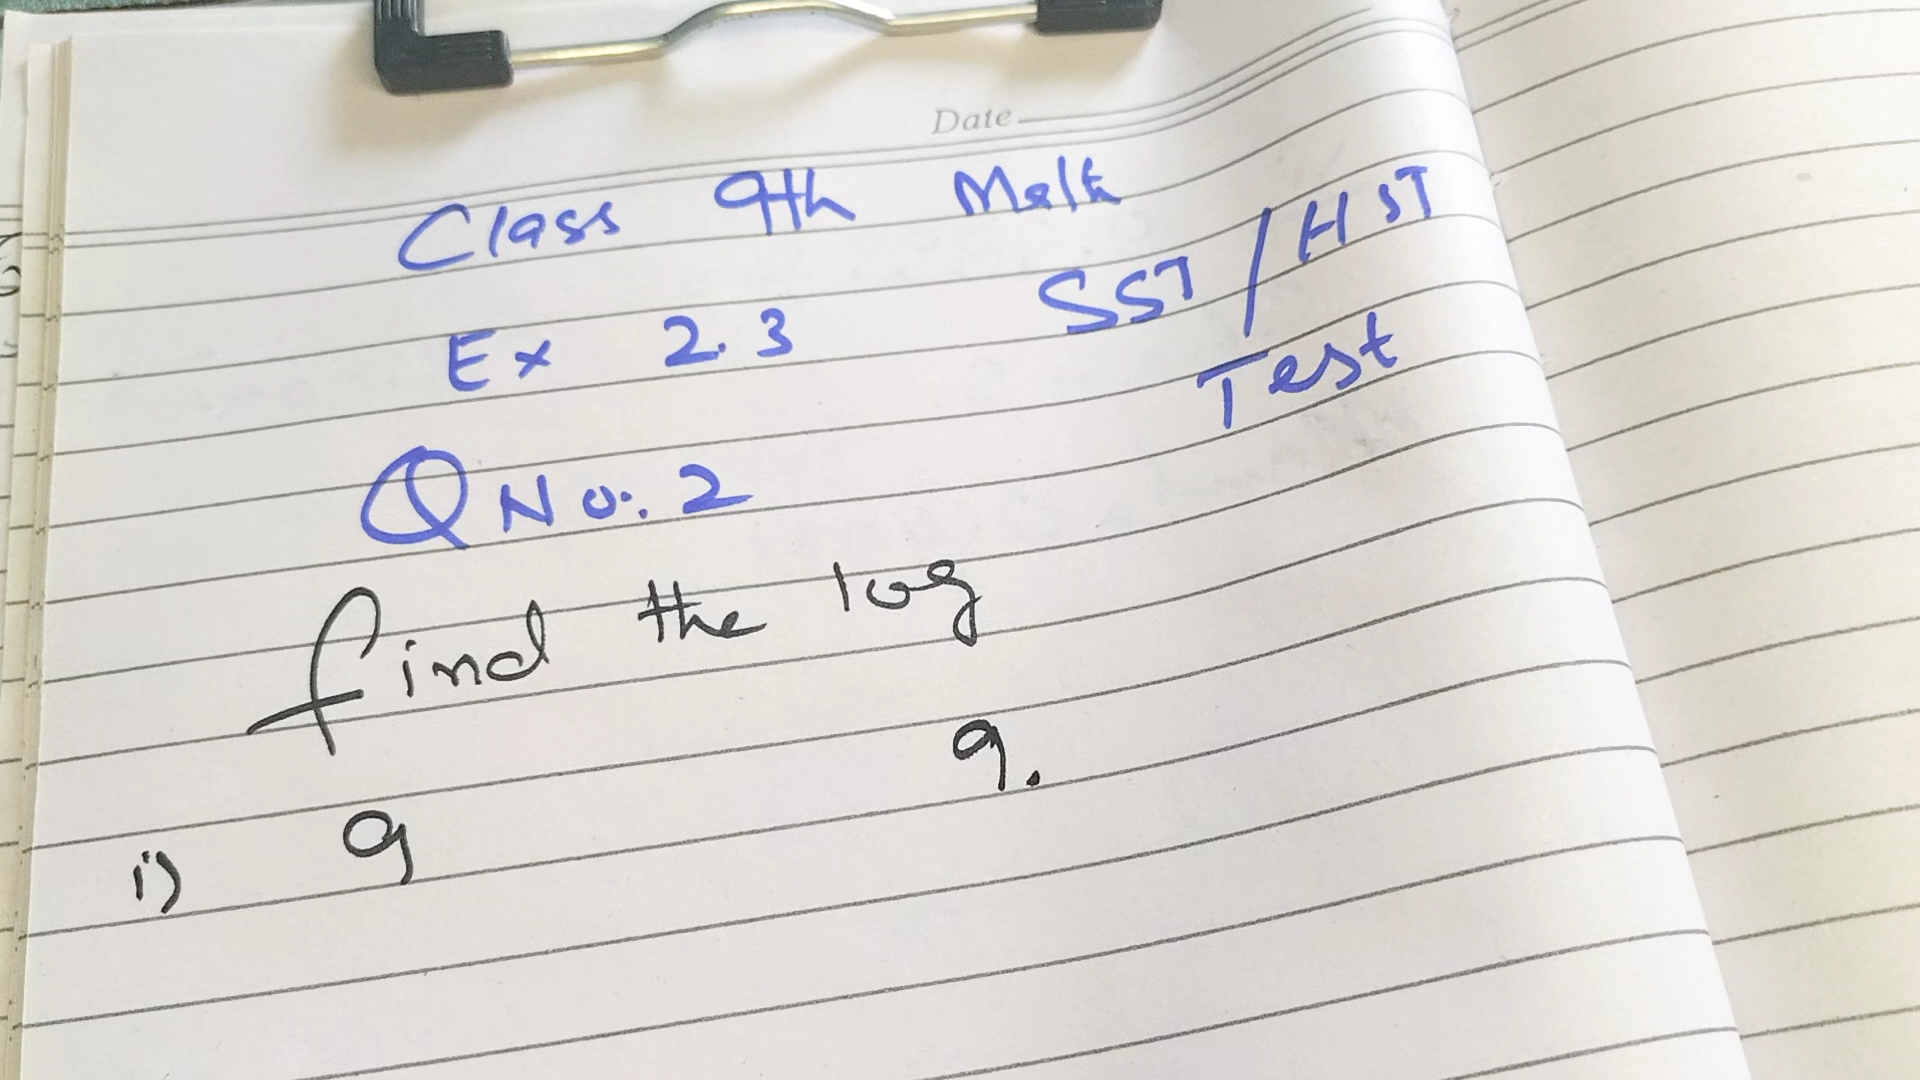 Date
Class 9th Math
SST / HST
Test
Ex 2.3
Q No: 2
find the log
i) 9
9.